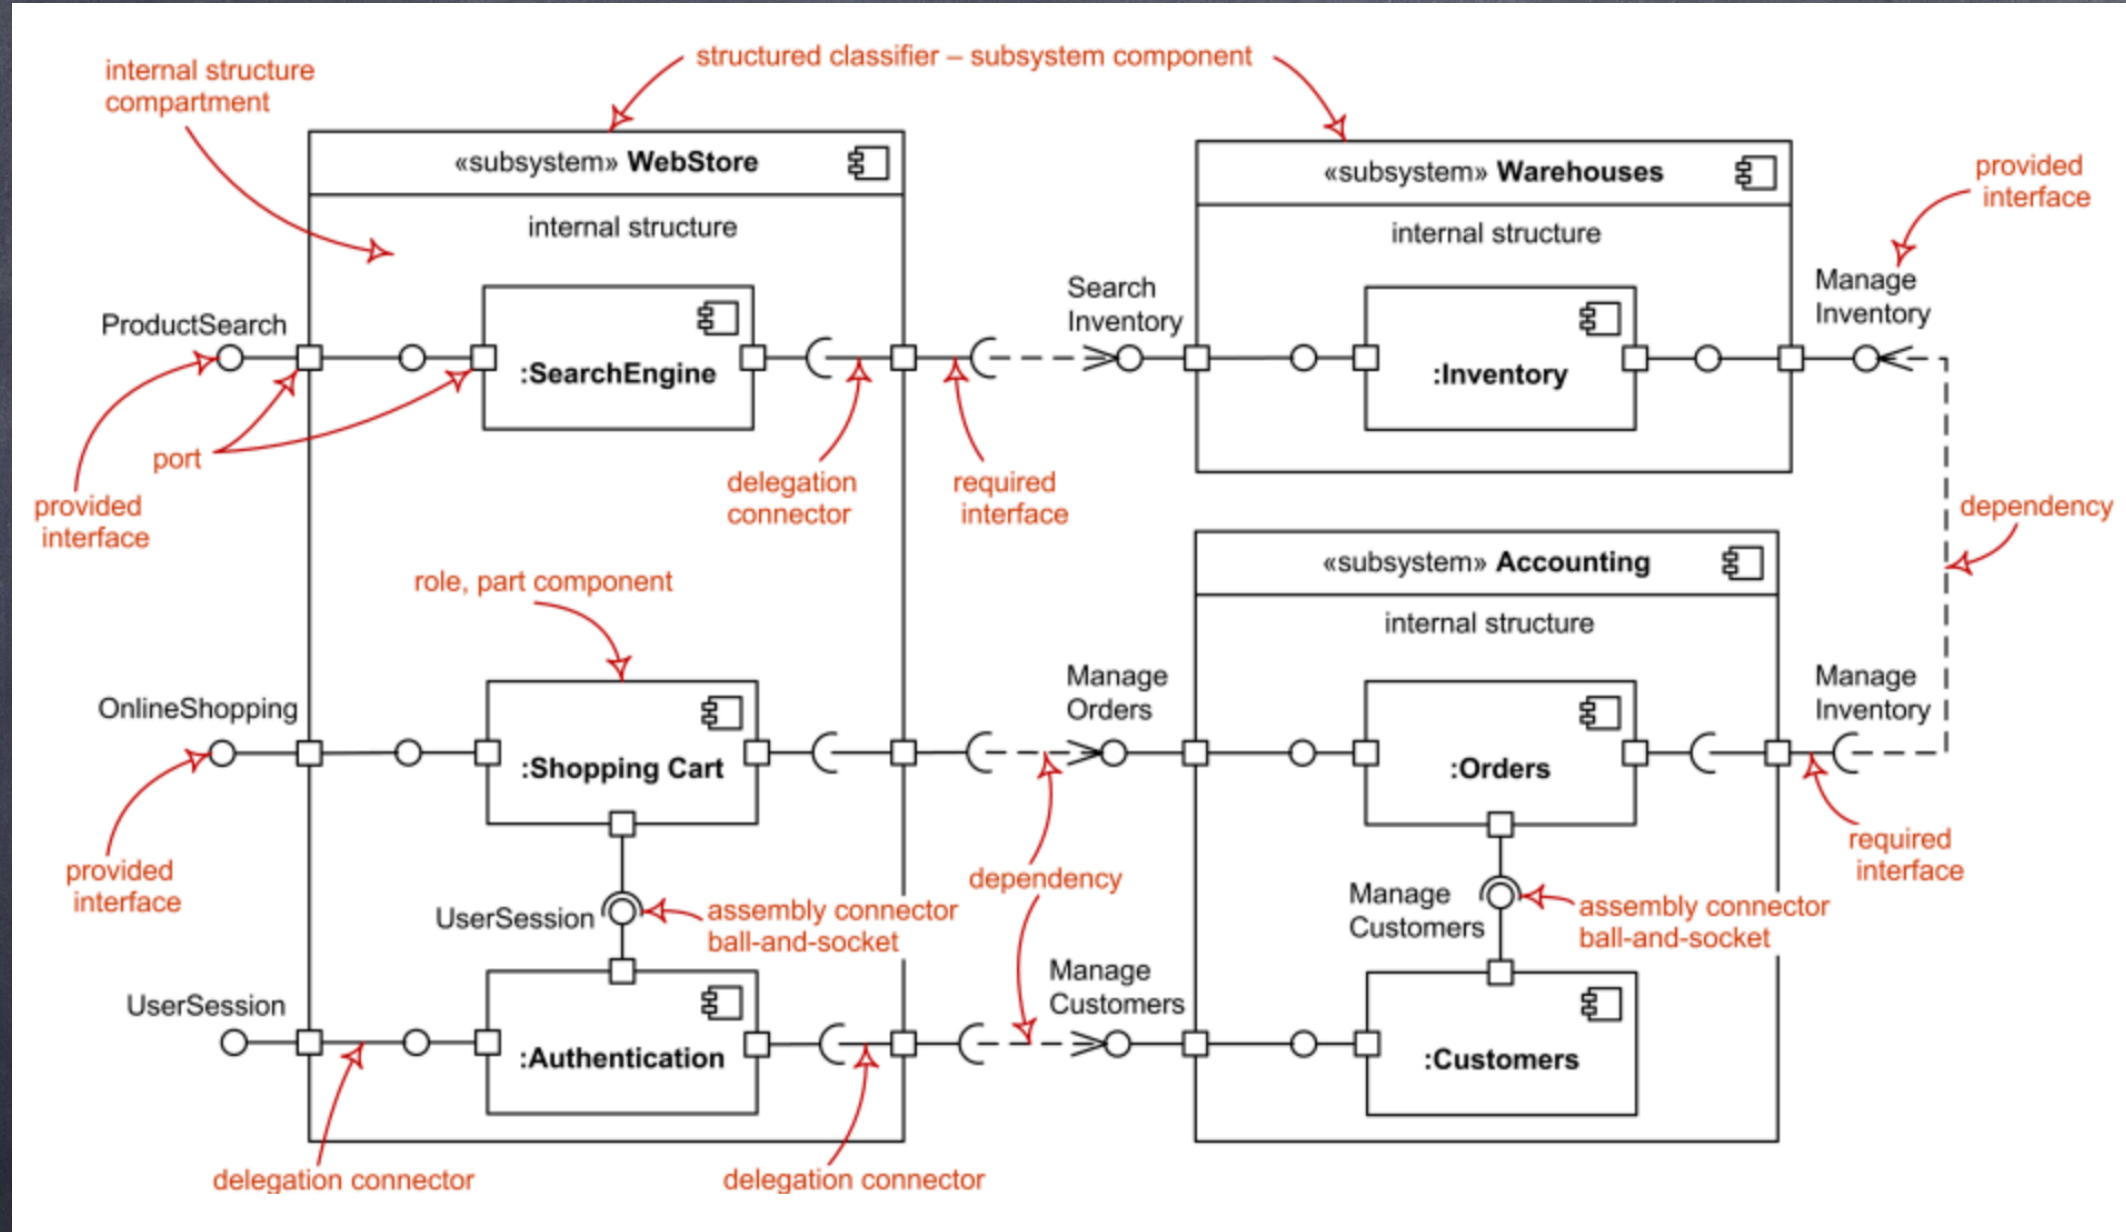 structured classifier – subsystem component
internal structure
compartment
«subsystem» WebStore
internal structure
«subsystem» Warehouses
internal structure
provided
interface
ProductSearch
:SearchEngine
Search
Inventory
:Inventory
Manage
Inventory
port
provided
interface
delegation
connector
required
interface
dependency
role, part component
«subsystem» Accounting
internal structure
OnlineShopping
:Shopping Cart
Manage
Orders
:Orders
Manage
Inventory
provided
interface
dependency
required
interface
UserSession
assembly connector
ball-and-socket
Manage
Customers
assembly connector
ball-and-socket
UserSession
:Authentication
Manage
Customers
:Customers
delegation connector
delegation connector